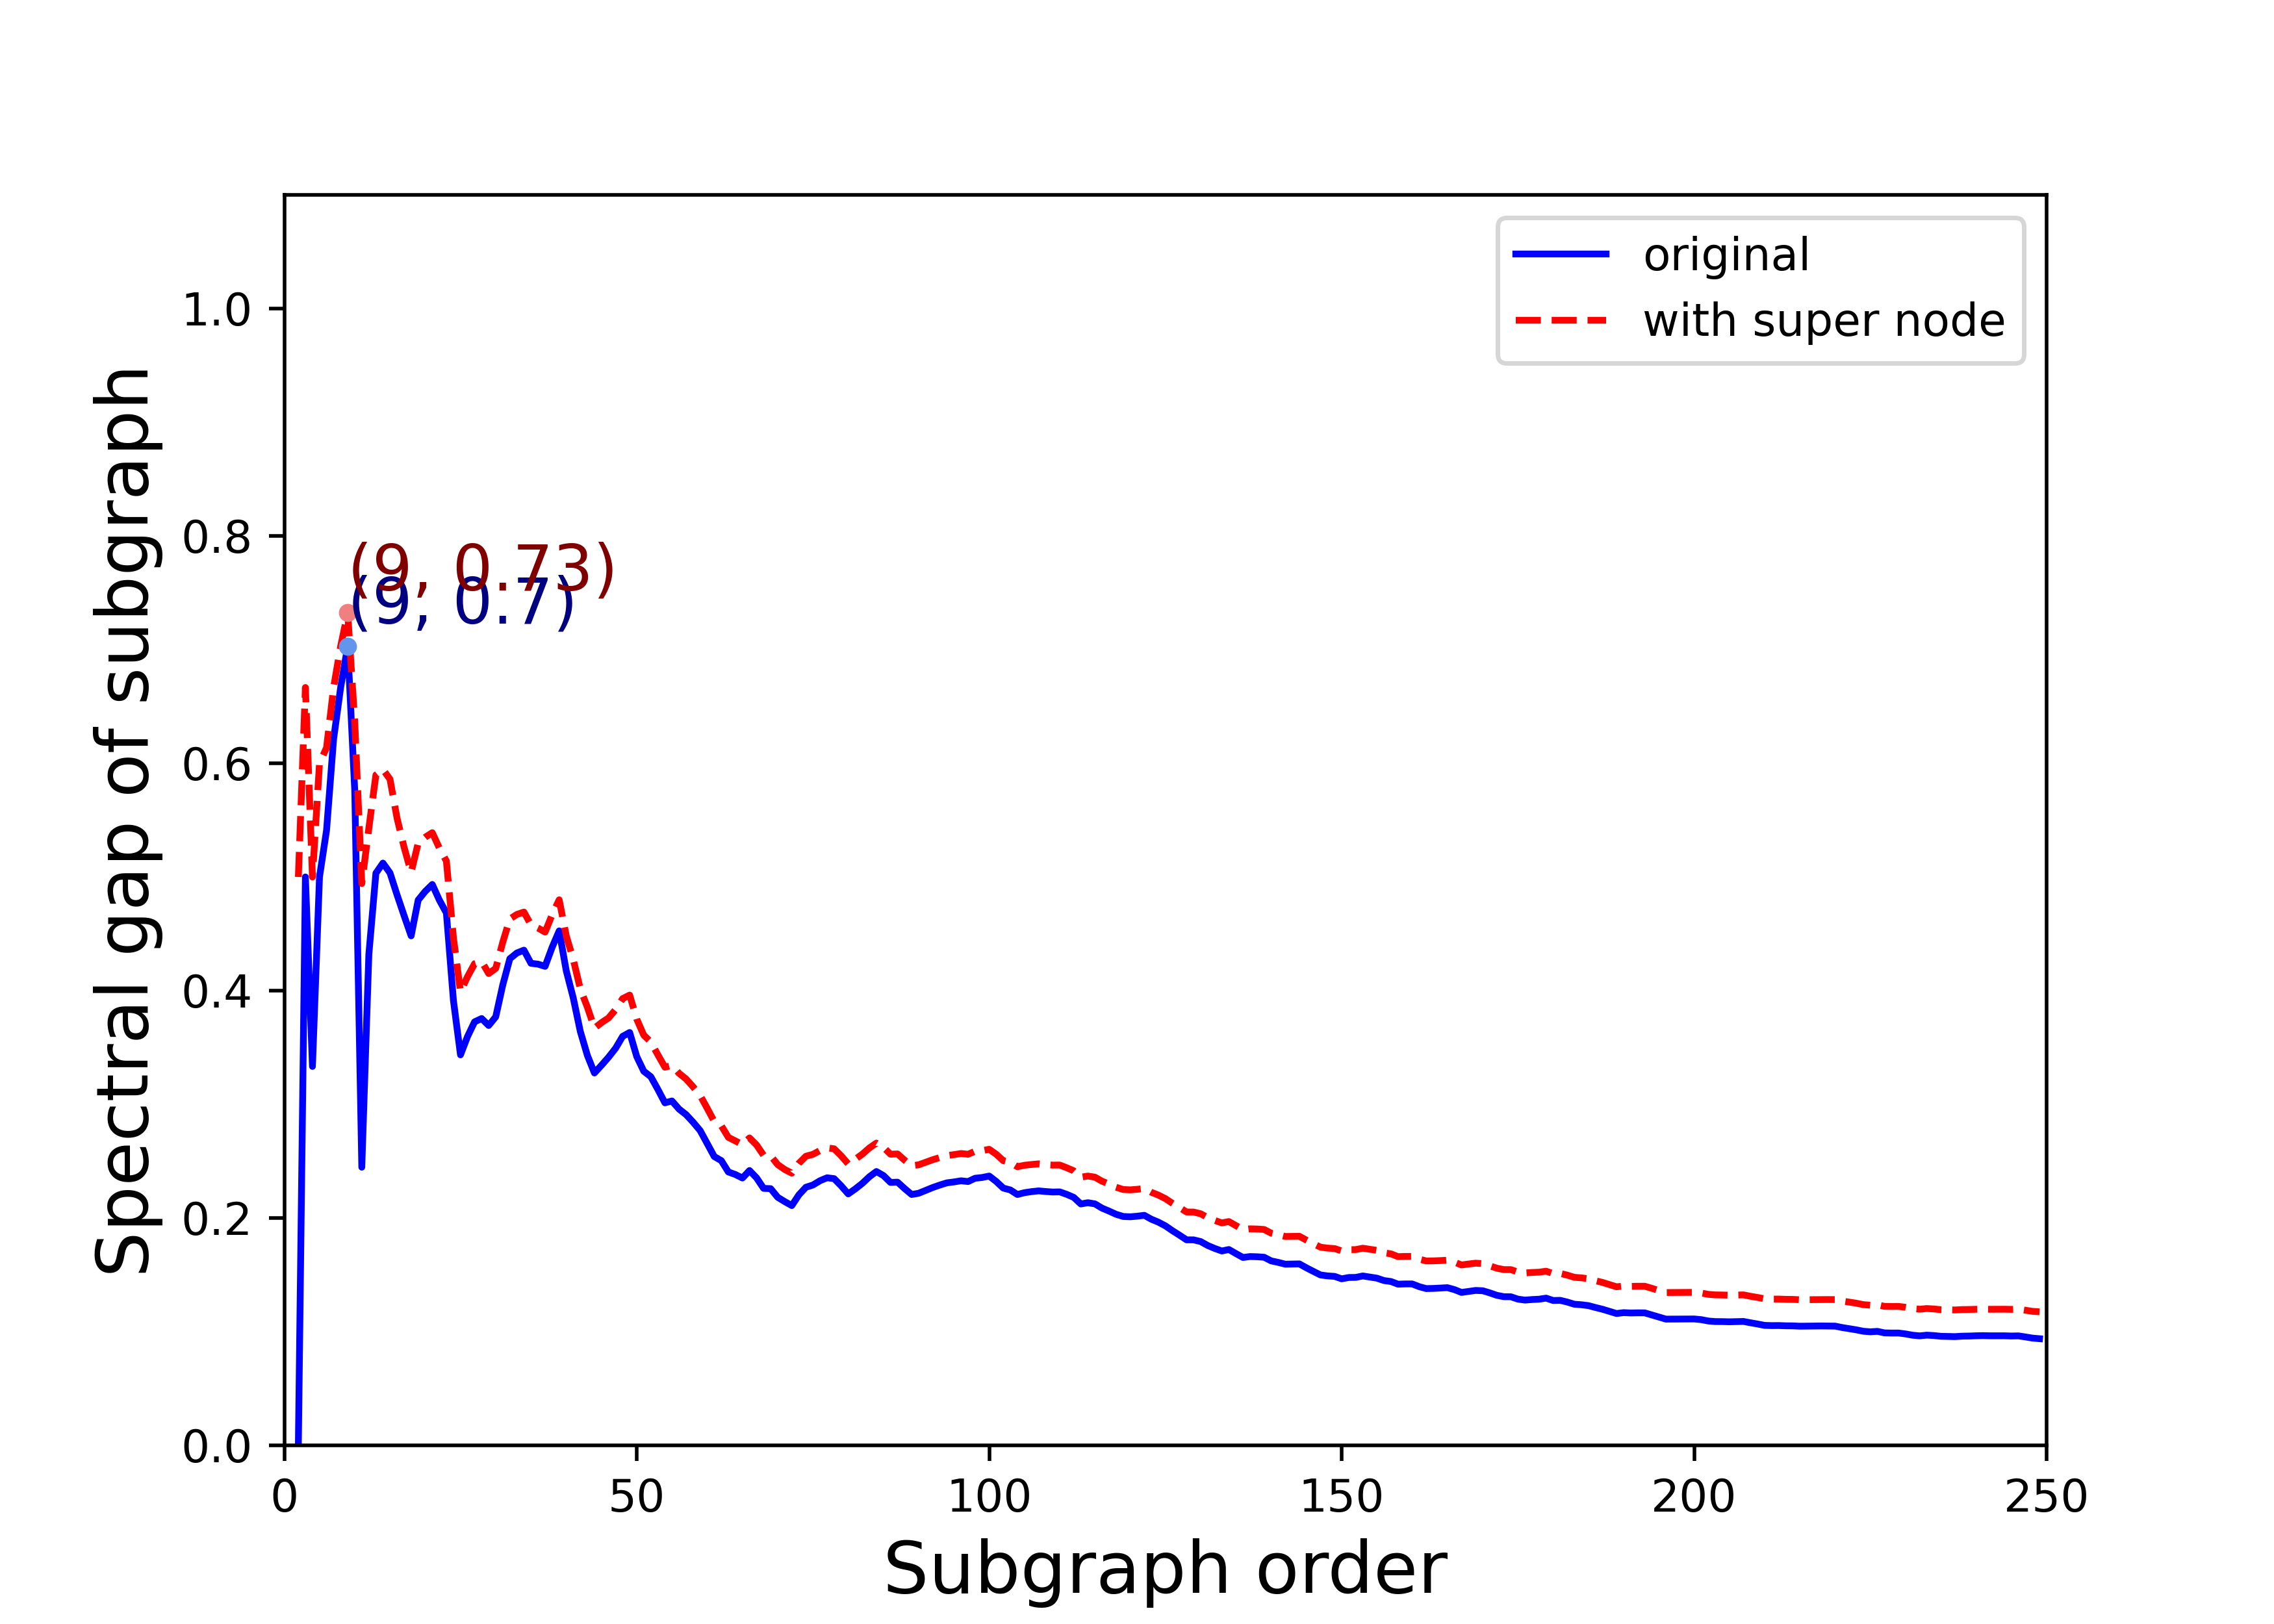 original
with super node
Spectral gap of subgraph
1.0
0.8
0.6
0.4
0.2
0.0
(9, 0.73)
(9, 0.7)
0 50 100 150 200 250
Subgraph order